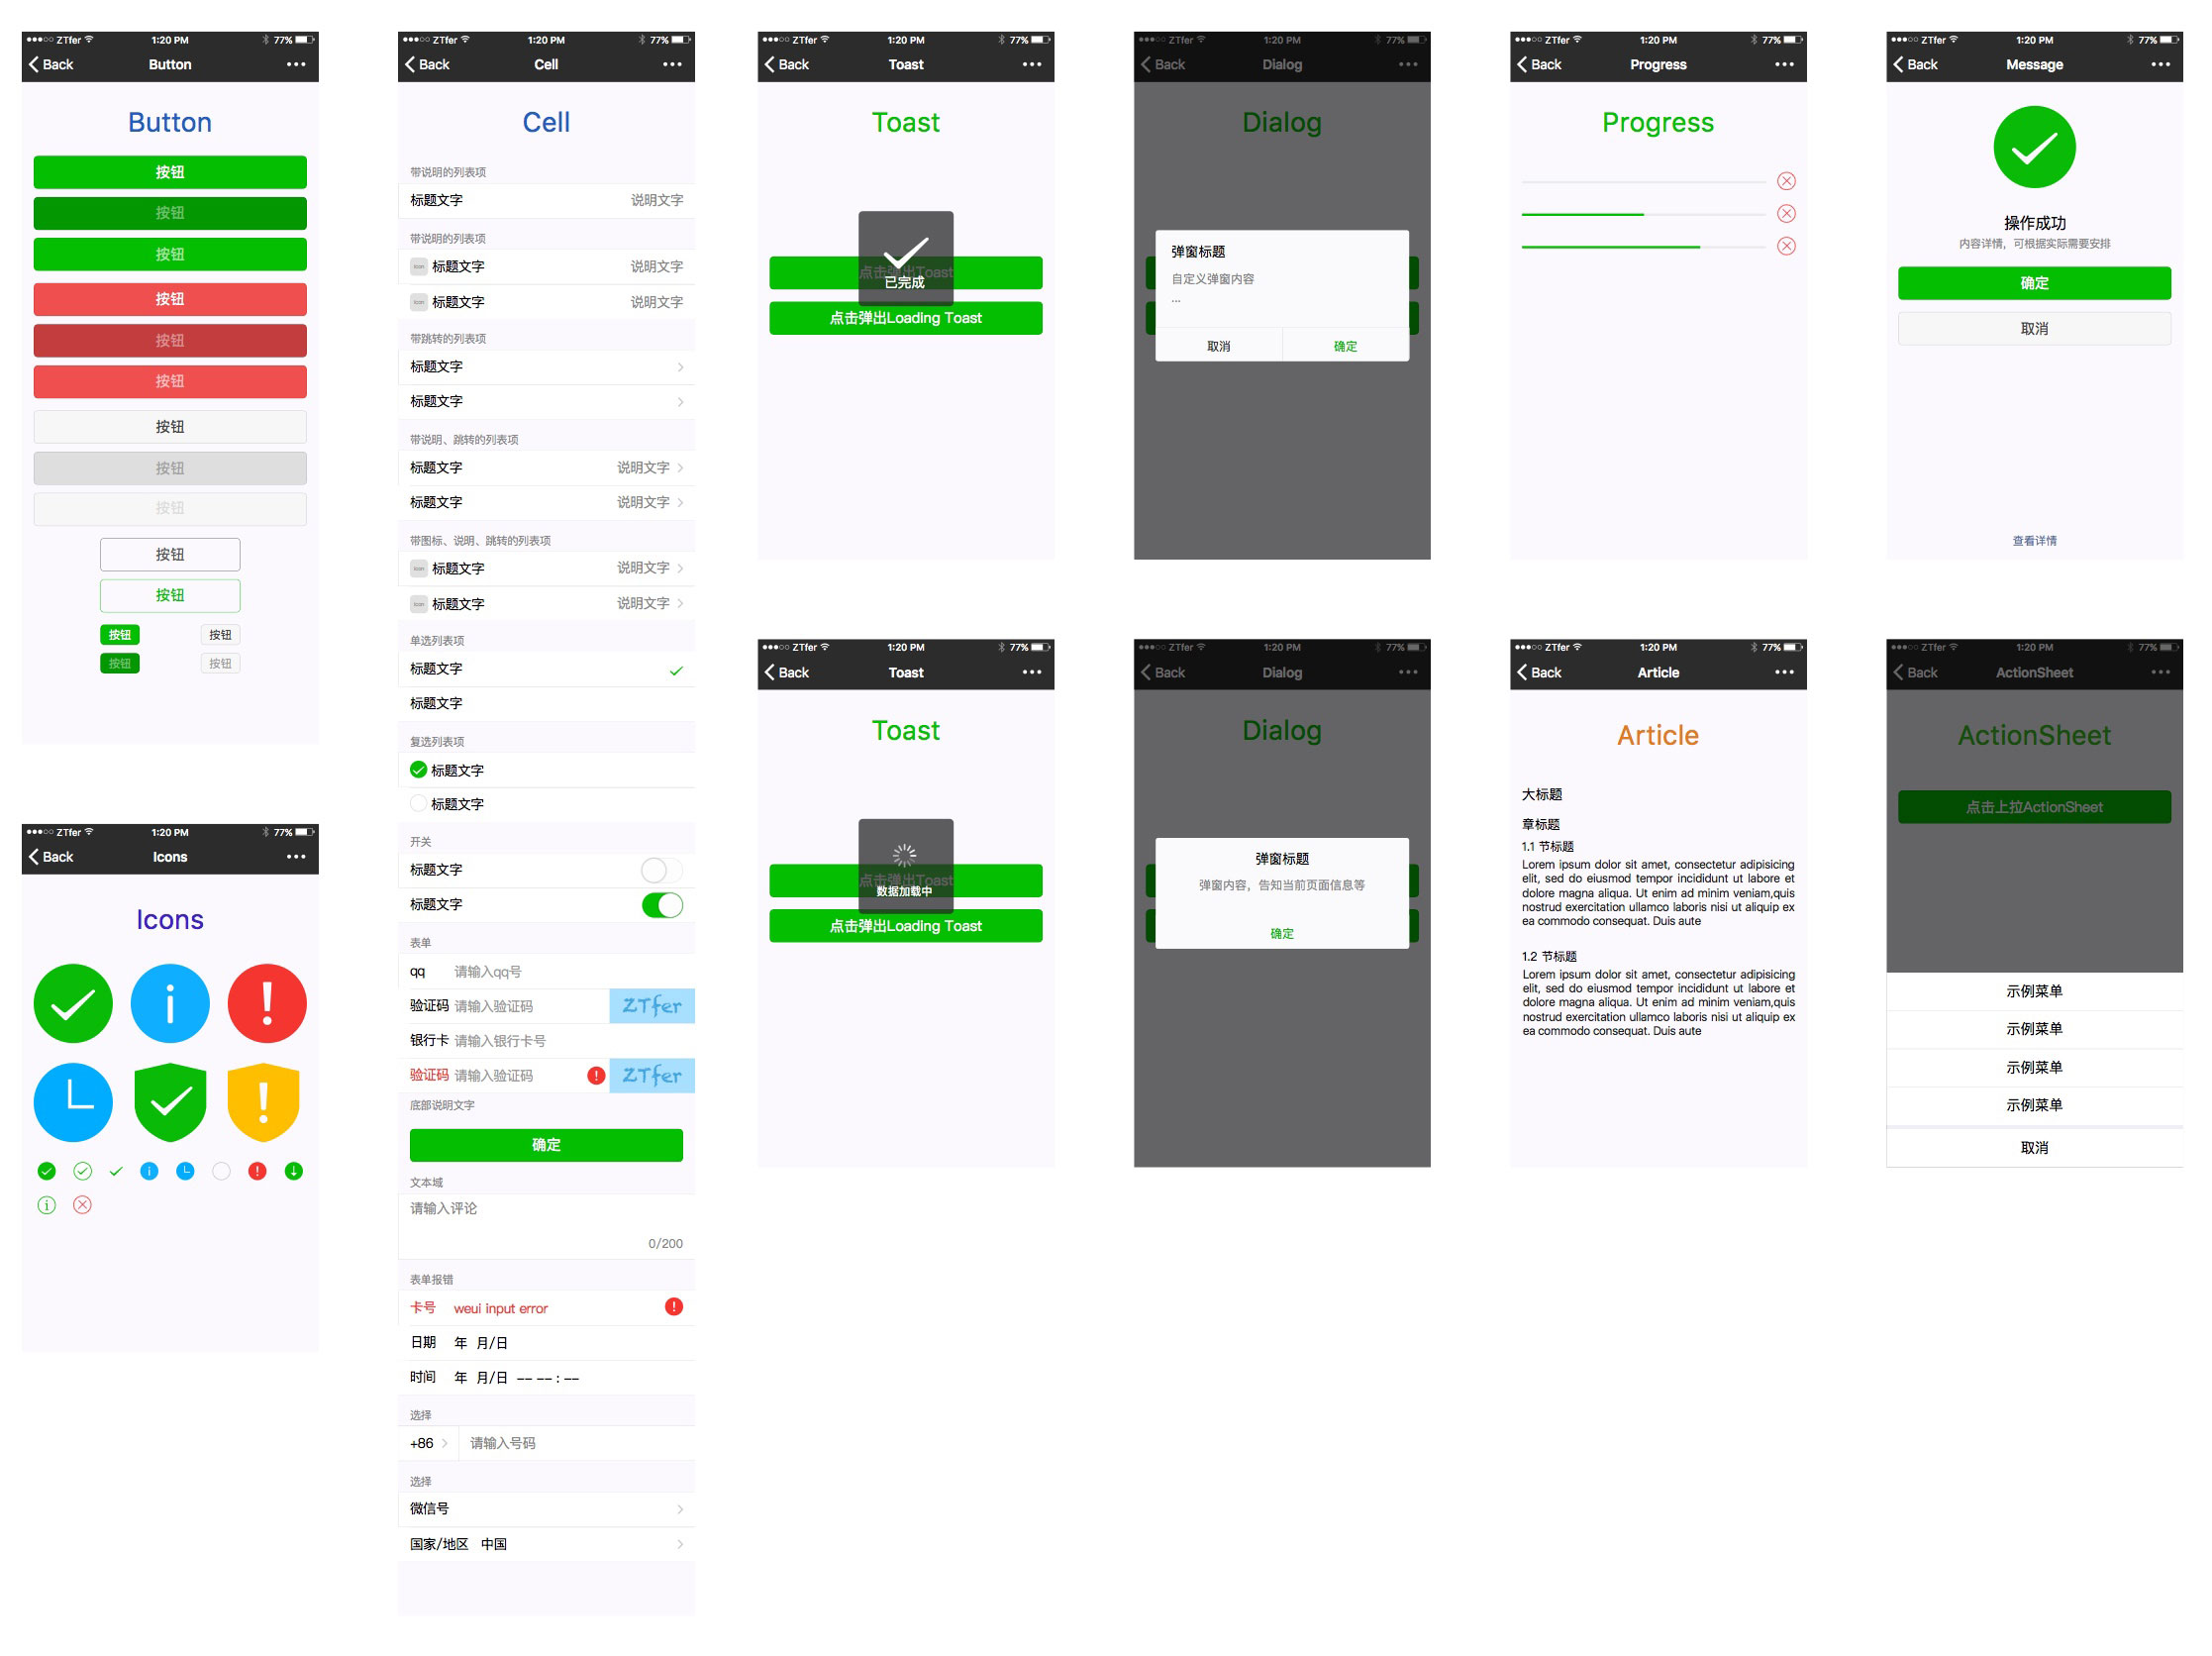 ZTfer 1:20 PM 77%
Back Button
Button
按钮
按钮
按钮
按钮
按钮
按钮
按钮
按钮
按钮
按钮
按钮
按钮 按钮
按钮 按钮
ZTfer 1:20 PM 77%
Back Icons
Icons
ZTfer 1:20 PM 77%
Back Cell
Cell
带说明的列表项
标题文字 说明文字
带说明的列表项
icon 标题文字 说明文字
icon 标题文字 说明文字
带跳转的列表项
标题文字
标题文字
带说明、跳转的列表项
标题文字 说明文字
标题文字 说明文字
带图标、说明、跳转的列表项
icon 标题文字 说明文字
icon 标题文字 说明文字
单选列表项
标题文字
标题文字
复选列表项
标题文字
标题文字
开关
标题文字
标题文字
表单
qq 请输入qq号
验证码 请输入验证码 ZTfer
银行卡 请输入银行卡号
验证码 请输入验证码 ZTfer
底部说明文字
确定
文本域
请输入评论
0/200
表单报错
卡号 weui input error
日期 年 月/日
时间 年 月/日 -- -- : --
选择
+86 请输入号码
选择
微信号
国家/地区 中国
ZTfer 1:20 PM 77%
Back Toast
Toast
点击弹出Toast
已完成
点击弹出Loading Toast
ZTfer 1:20 PM 77%
Back Toast
Toast
点击弹出Toast
数据加载中
点击弹出Loading Toast
ZTfer 1:20 PM 77%
Back Dialog
Dialog
弹窗标题
自定义弹窗内容
...
取消 确定
ZTfer 1:20 PM 77%
Back Dialog
Dialog
弹窗标题
弹窗内容，告知当前页面信息等
确定
ZTfer 1:20 PM 77%
Back Progress
Progress
ZTfer 1:20 PM 77%
Back Article
Article
大标题
章标题
1.1 节标题
Lorem ipsum dolor sit amet, consectetur adipisicing
elit, sed do eiusmod tempor incididunt ut labore et
dolore magna aliqua. Ut enim ad minim veniam,quis
nostrud exercitation ullamco laboris nisi ut aliquip ex
ea commodo consequat. Duis aute
1.2 节标题
Lorem ipsum dolor sit amet, consectetur adipisicing
elit, sed do eiusmod tempor incididunt ut labore et
dolore magna aliqua. Ut enim ad minim veniam,quis
nostrud exercitation ullamco laboris nisi ut aliquip ex
ea commodo consequat. Duis aute
ZTfer 1:20 PM 77%
Back Message
操作成功
内容详情，可根据实际需要安排
确定
取消
查看详情
ZTfer 1:20 PM 77%
Back ActionSheet
ActionSheet
点击上拉ActionSheet
示例菜单
示例菜单
示例菜单
示例菜单
取消